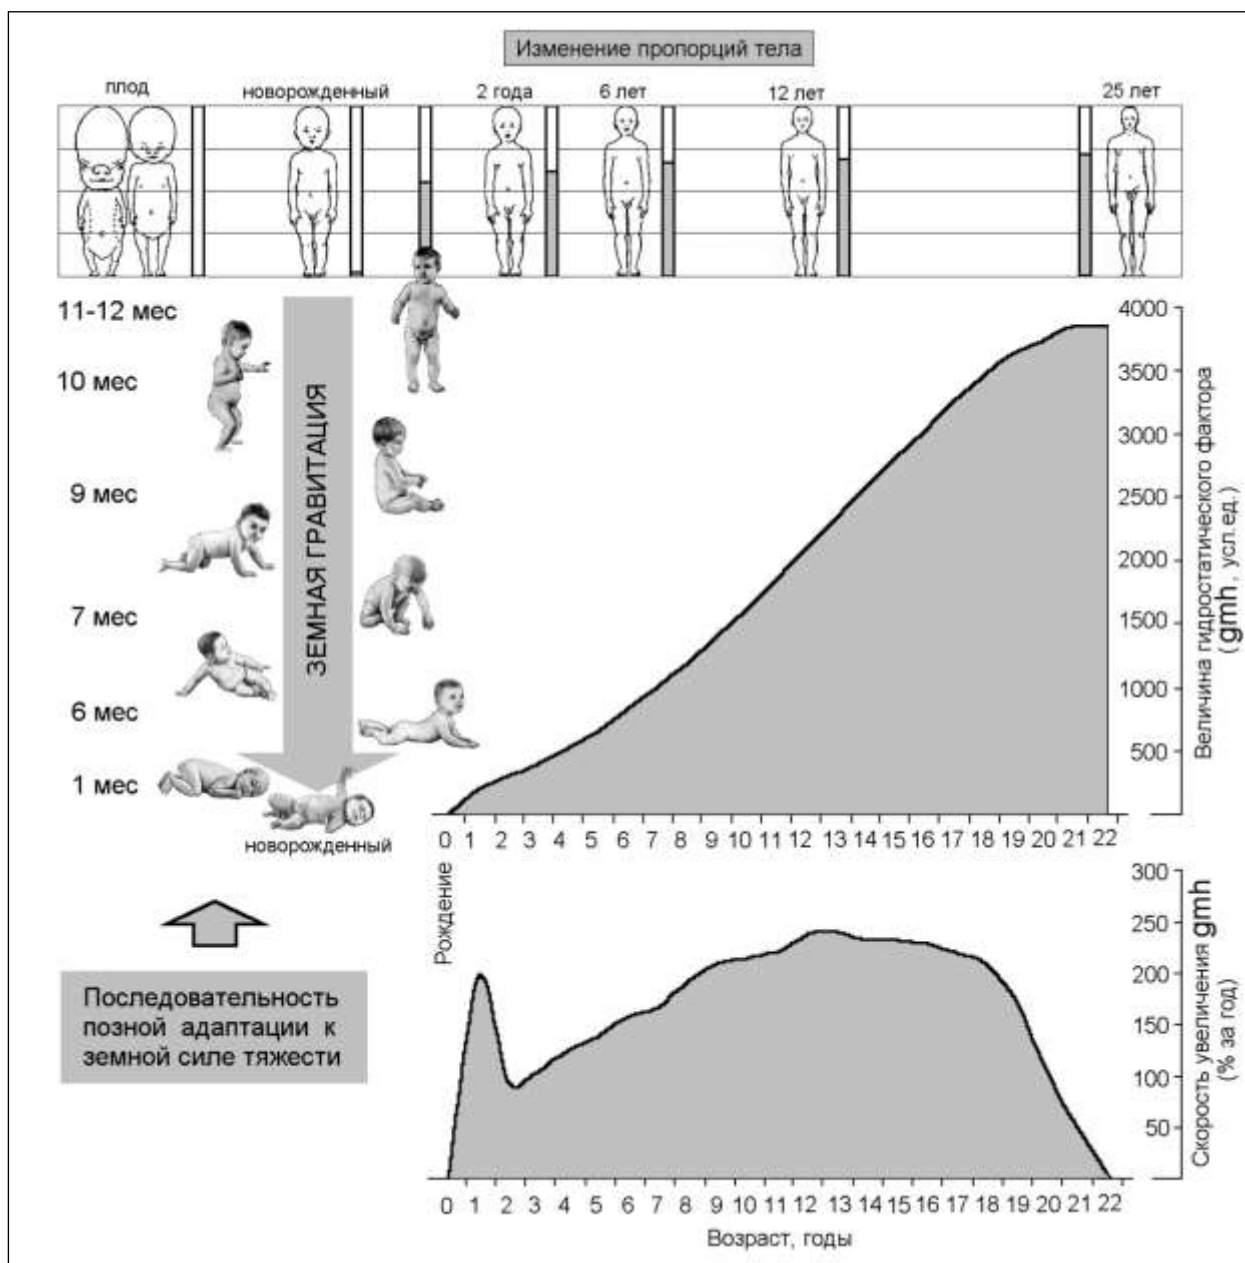 Изменение пропорций тела
плод
новорожденный
2 года
6 лет
12 лет
25 лет
11-12 мес
10 мес
9 мес
7 мес
6 мес
1 мес
ЗЕМНАЯ ГРАВИТАЦИЯ
новорожденный
Последовательность
позной адаптации к
земной силе тяжести
4000
3500
3000
2500
2000
1500
1000
500
Величина гидростатического фактора
(gmh, усл.ед.)
0 1 2 3 4 5 6 7 8 9 10 11 12 13 14 15 16 17 18 19 20 21 22
Рождение
300
250
200
150
100
50
Скорость увеличения gmh
(% за год)
0 1 2 3 4 5 6 7 8 9 10 11 12 13 14 15 16 17 18 19 20 21 22
Возраст, годы